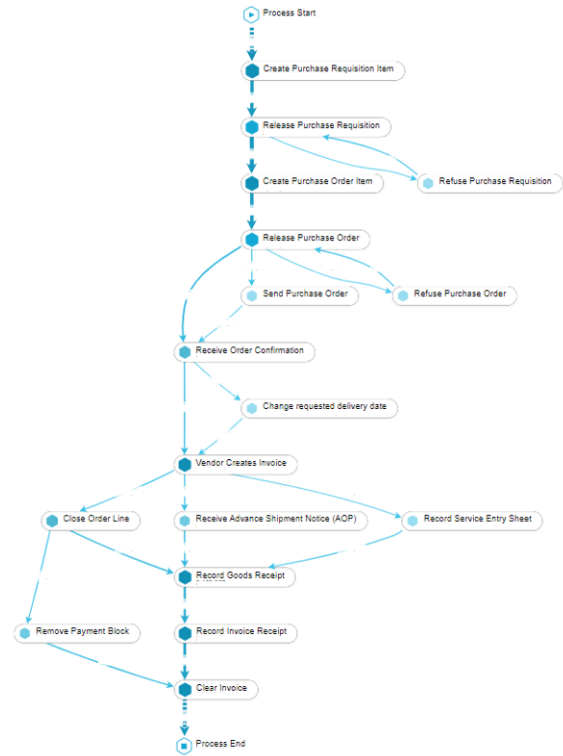 Process Start
Create Purchase Requisition Item
Release Purchase Requisition
Create Purchase Order Item
Refuse Purchase Requisition
Release Purchase Order
Send Purchase Order
Refuse Purchase Order
Receive Order Confirmation
Change requested delivery date
Vendor Creates Invoice
Close Order Line
Receive Advance Shipment Notice (AOP)
Record Service Entry Sheet
Record Goods Receipt
Remove Payment Block
Record Invoice Receipt
Clear Invoice
Process End